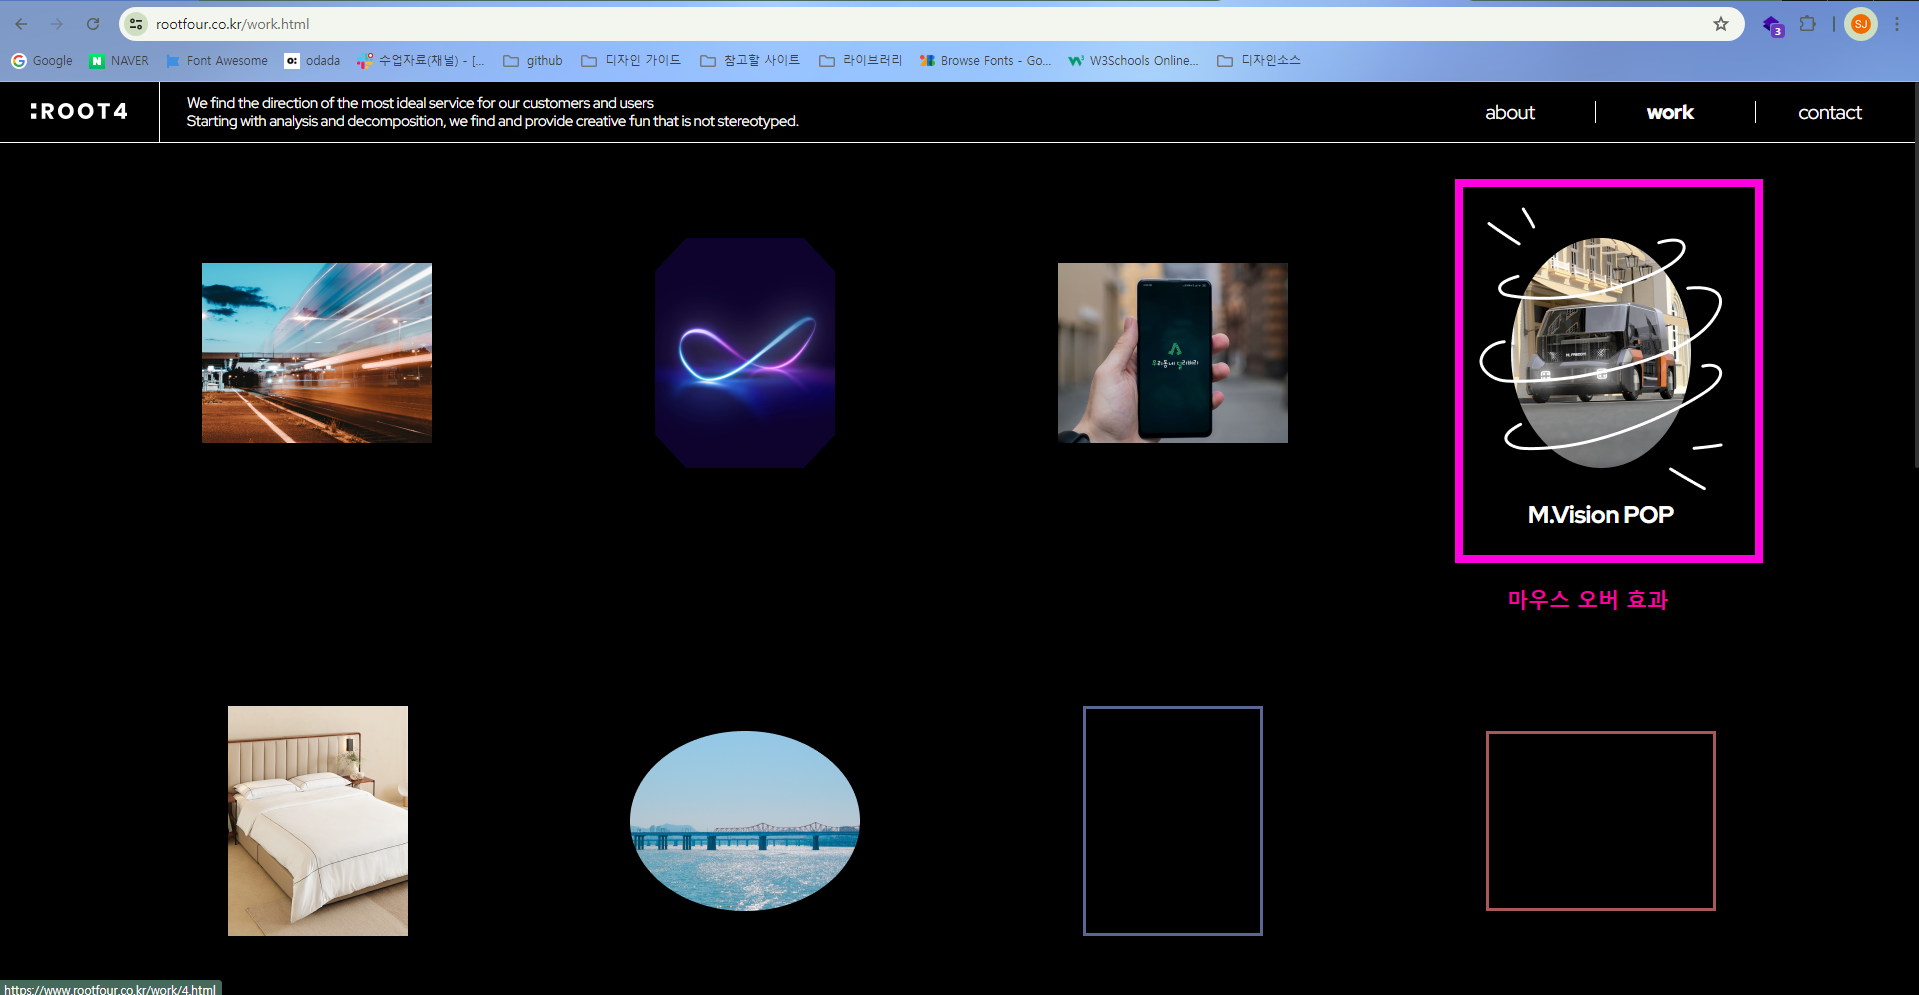 rootfour.co.kr/work.html
3
SJ
Google
NAVER
Font Awesome
odada
수업자료(채널) - [...
github
디자인 가이드
참고할 사이트
라이브러리
Browse Fonts - Go...
W3Schools Online...
디자인소스
:ROOT4
We find the direction of the most ideal service for our customers and users
Starting with analysis and decomposition, we find and provide creative fun that is not stereotyped.
about
work
contact
M.Vision POP
마우스 오버 효과
https://www.rootfour.co.kr/work/4.html